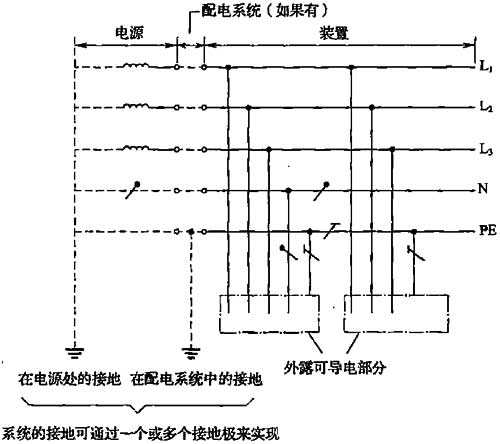 配电系统(如果有)
电源
装置
L₁
L₂
L₃
N
PE
外露可导电部分
在电源处的接地 在配电系统中的接地
系统的接地可通过一个或多个接地极来实现